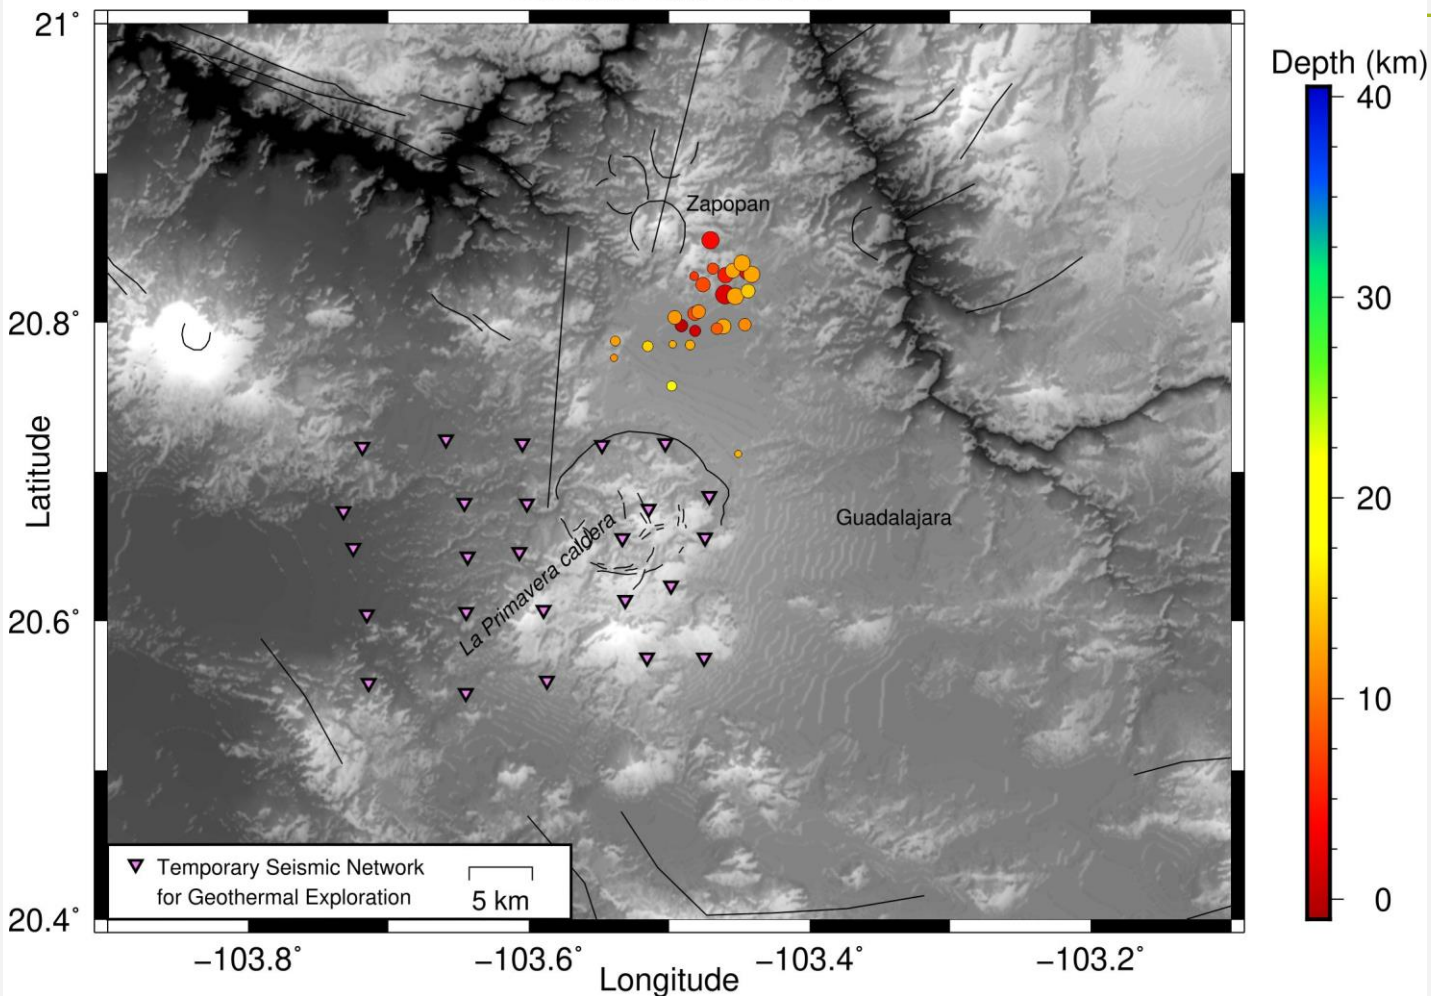 21°
Depth (km)
40
Zapopan
20.8°
30
20
Guadalajara
La Primavera caldera
Latitude
20.6°
10
Temporary Seismic Network
for Geothermal Exploration
5 km
0
20.4°
−103.8°
−103.6°
−103.4°
−103.2°
Longitude